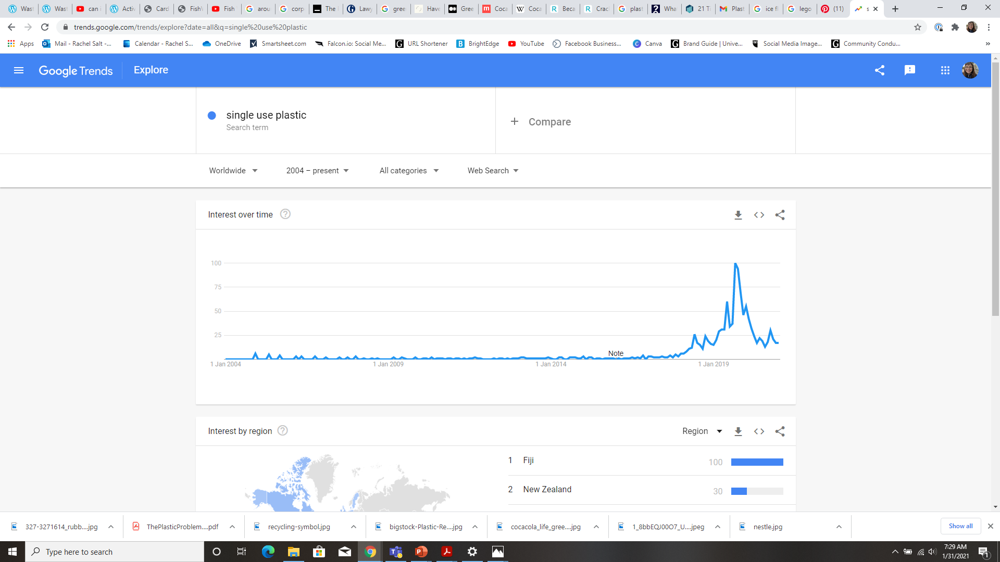 Wast
Wast
can i
Activ
Card
FishV
Fish
arou
corp
The
Lawy
gree
Have
Gree
Coca
Coca
Beca
Crac
plast
Wha
21 Ti
Plast
ice fl
lego
(11)
s
trends.google.com/trends/explore?date=all&q=single%20use%20plastic
Apps
Mail - Rachel Salt -...
Calendar - Rachel S...
OneDrive
Smartsheet.com
Falcon.io: Social Me...
URL Shortener
BrightEdge
YouTube
Facebook Business...
Canva
Brand Guide | Unive...
Social Media Image...
Community Condu...
»
Google Trends
Explore
single use plastic
Search term
+ Compare
Worldwide
2004 – present
All categories
Web Search
Interest over time
100
75
50
25
Note
1 Jan 2004
1 Jan 2009
1 Jan 2014
1 Jan 2019
Interest by region
Region
1 Fiji 100
2 New Zealand 30
327-3271614_rubb....jpg
ThePlasticProblem....pdf
recycling-symbol.jpg
bigstock-Plastic-Re....jpg
cocacola_life_gree....jpg
1_8bbEQJ00O7_U....jpeg
nestle.jpg
Show all
Type here to search
7:29 AM
1/31/2021
1